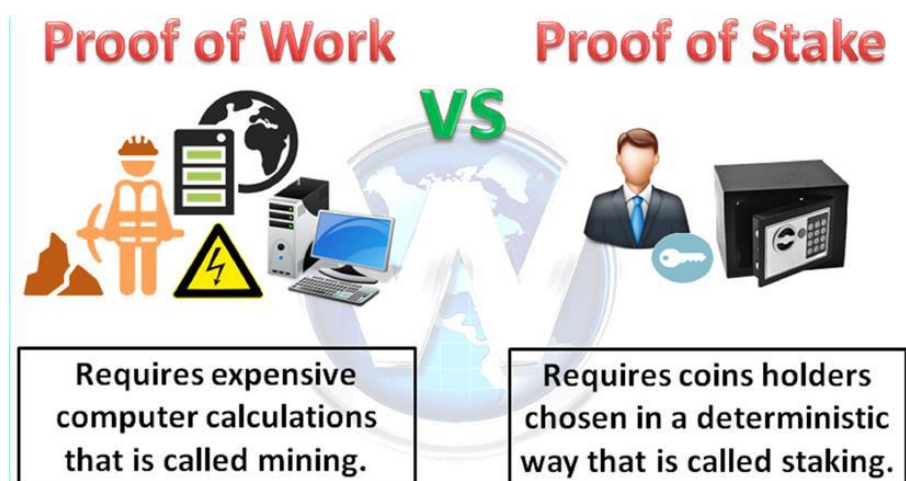 Proof of Work
Proof of Stake
VS
Requires expensive
computer calculations
that is called mining.
Requires coins holders
chosen in a deterministic
way that is called staking.